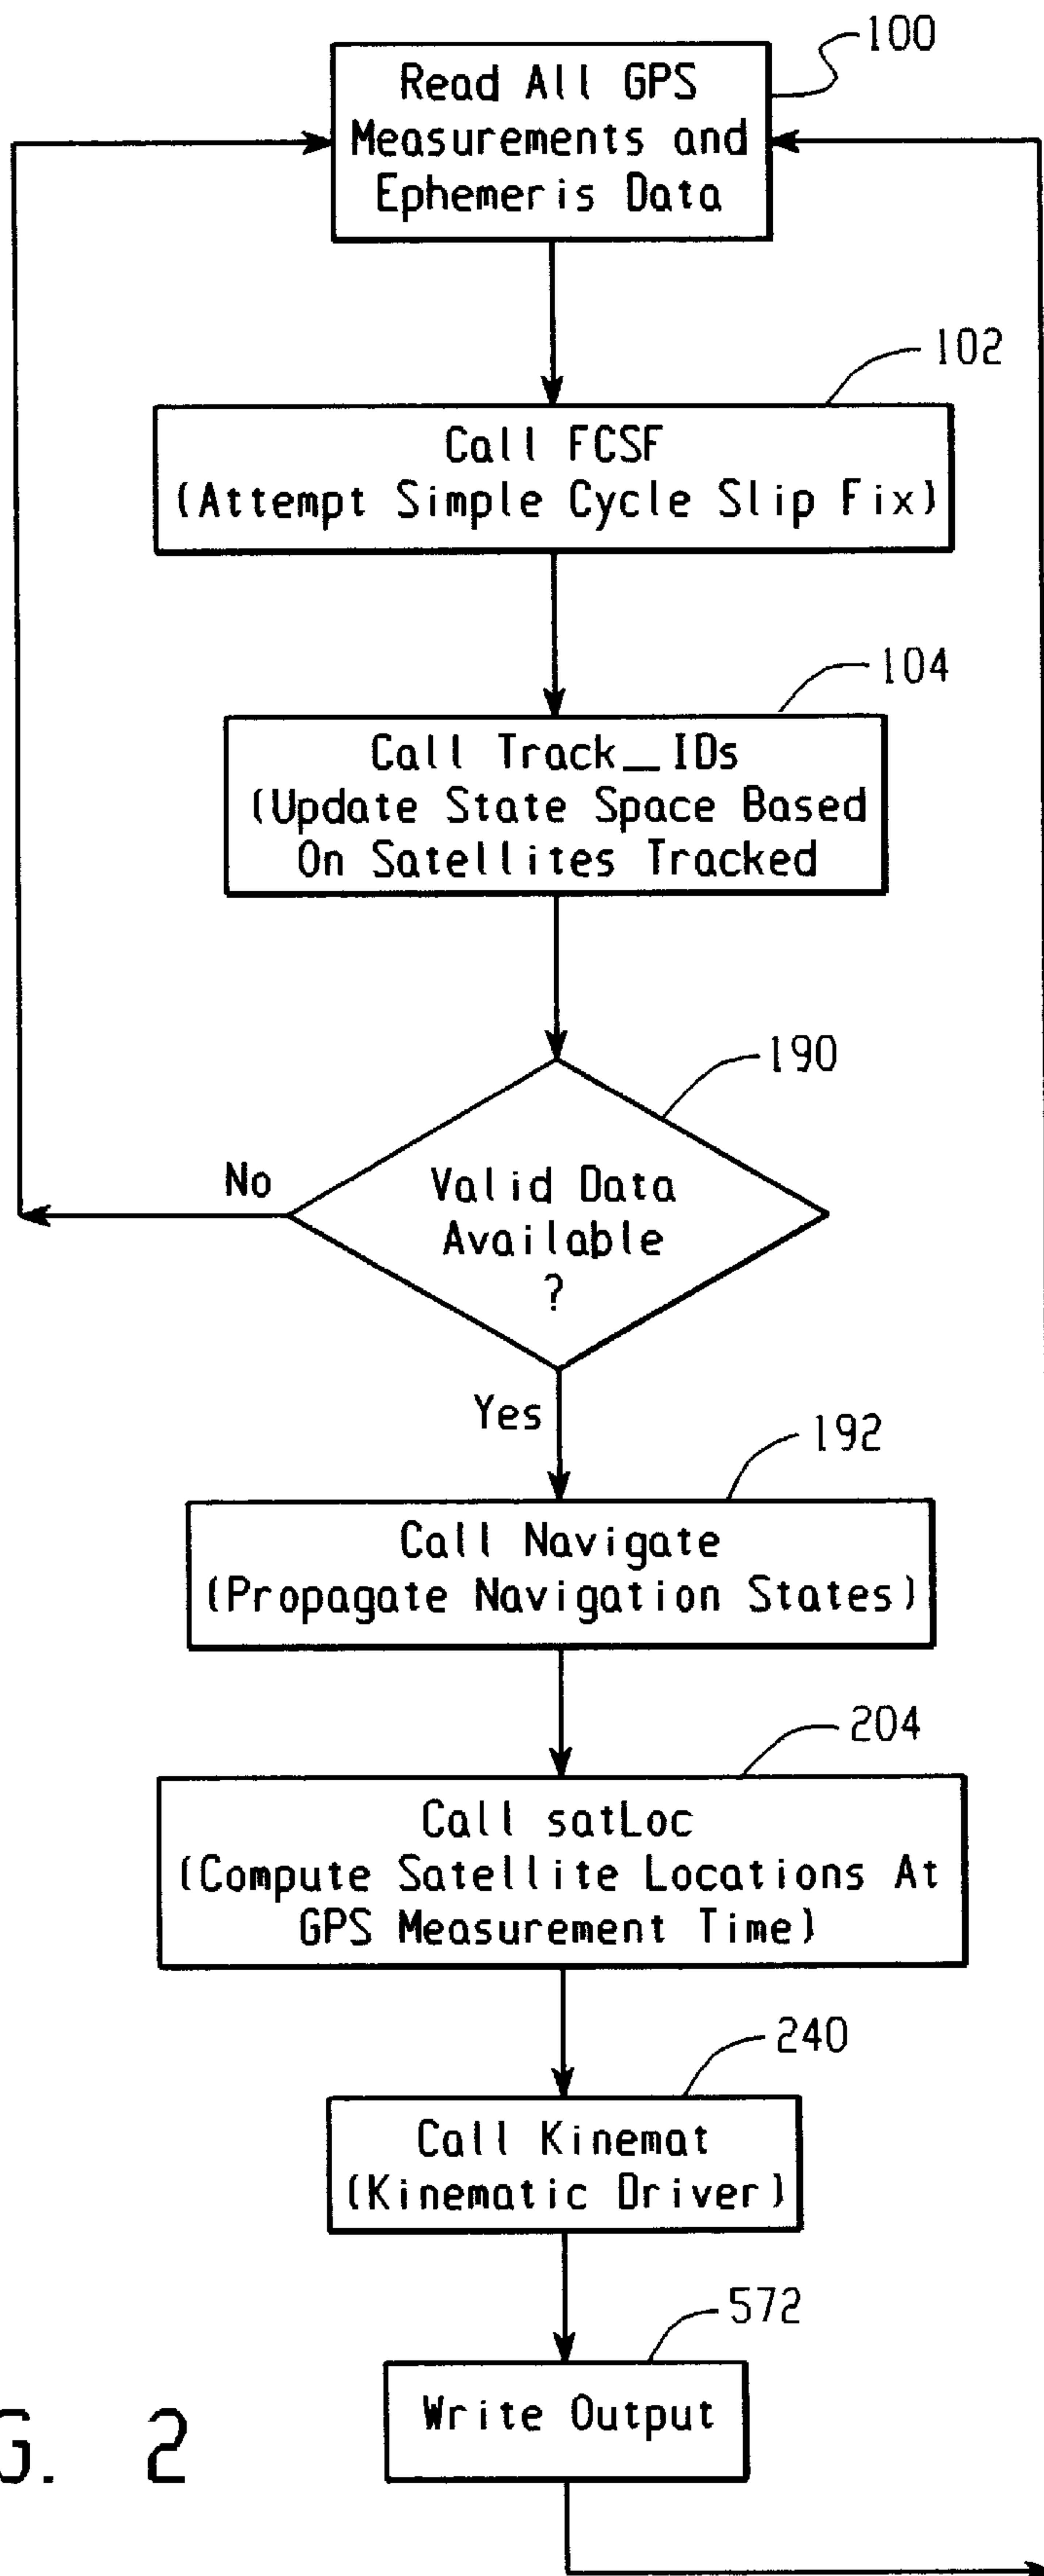 100
Read All GPS
Measurements and
Ephemeris Data
102
Call FCSF
(Attempt Simple Cycle Slip Fix)
104
Call Track_IDs
(Update State Space Based
On Satellites Tracked
190
Valid Data
Available
?
No
Yes
192
Call Navigate
(Propagate Navigation States)
204
Call satLoc
(Compute Satellite Locations At
GPS Measurement Time)
240
Call Kinemat
(Kinematic Driver)
572
Write Output
G. 2